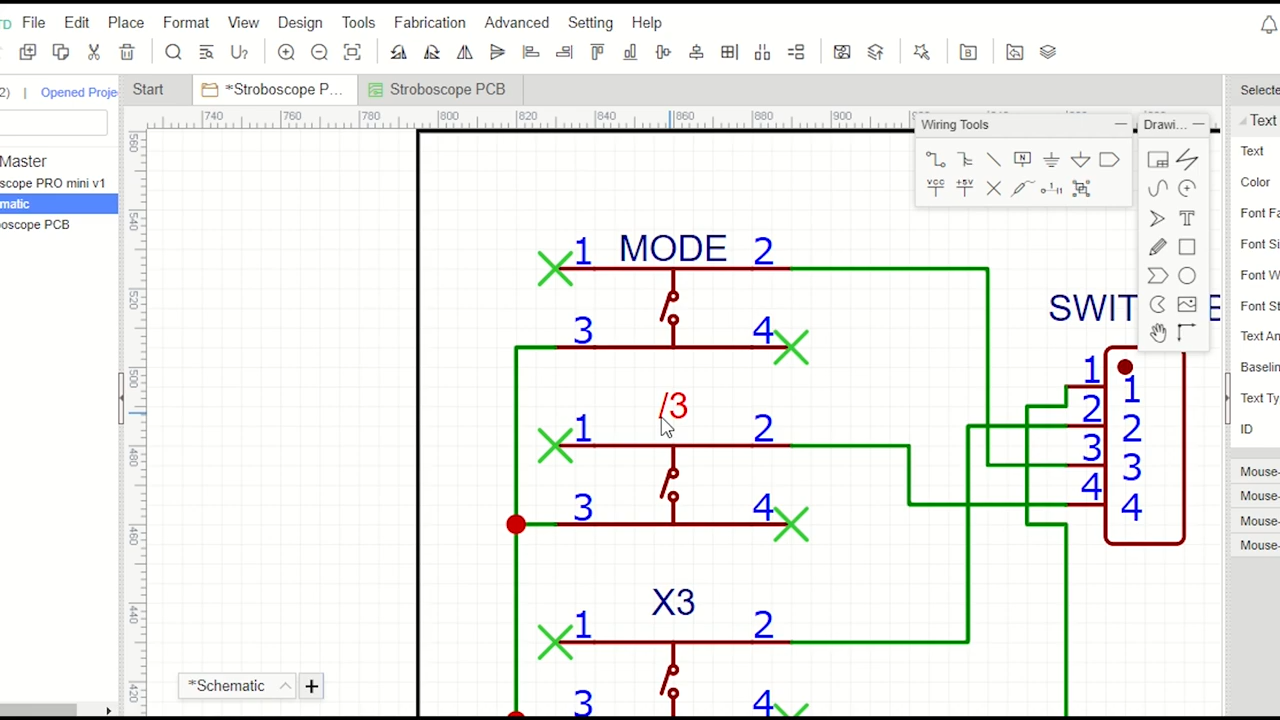 File Edit Place Format View Design Tools Fabrication Advanced Setting Help
2) | Opened Proje
Start *Stroboscope P... Stroboscope PCB Selecte
740 760 780 800 820 840 860 880 900
Wiring Tools Drawi... Text
Master
scope PRO mini v1
matic
oscope PCB
VCC +5V
Text
Color
Font Fa
Font Si
Font W
Font St
Text An
Baselin
Text Ty
ID
Mouse-
Mouse-
Mouse-
Mouse-
560
540
520
500
480
460
440
420
1 MODE 2
3 4
/3
1 2
3 4
X3
1 2
3 4
SWIT E
1 1
2 2
3 3
4 4
*Schematic